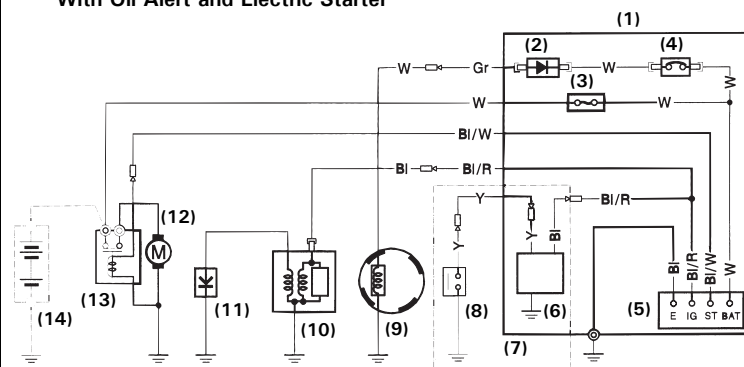 With Oil Alert and Electric Starter
(1)
(2)
(4)
W
Gr
W
W
(3)
W
W
Bl/W
Bl
Bl/R
Y
Bl/R
(12)
M
Y
Y
Bl
Bl
Bl/R
Bl/W
W
(13)
(11)
(5)
E IG ST BAT
(14)
(10)
(9)
(8)
(6)
(7)